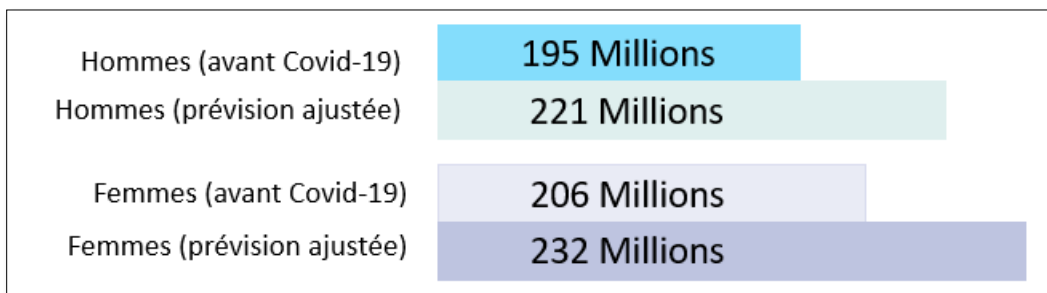 Hommes (avant Covid-19) 195 Millions
Hommes (prévision ajustée) 221 Millions
Femmes (avant Covid-19) 206 Millions
Femmes (prévision ajustée) 232 Millions